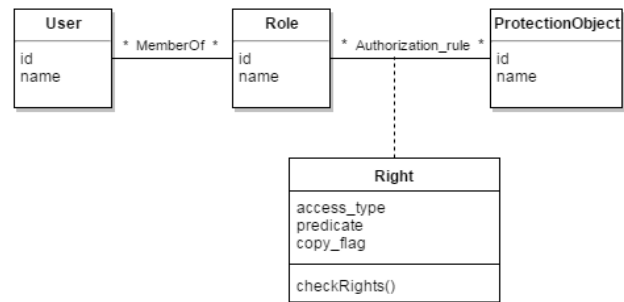 User
id
name
* MemberOf *
Role
id
name
* Authorization_rule *
ProtectionObject
id
name
Right
access_type
predicate
copy_flag
checkRights()